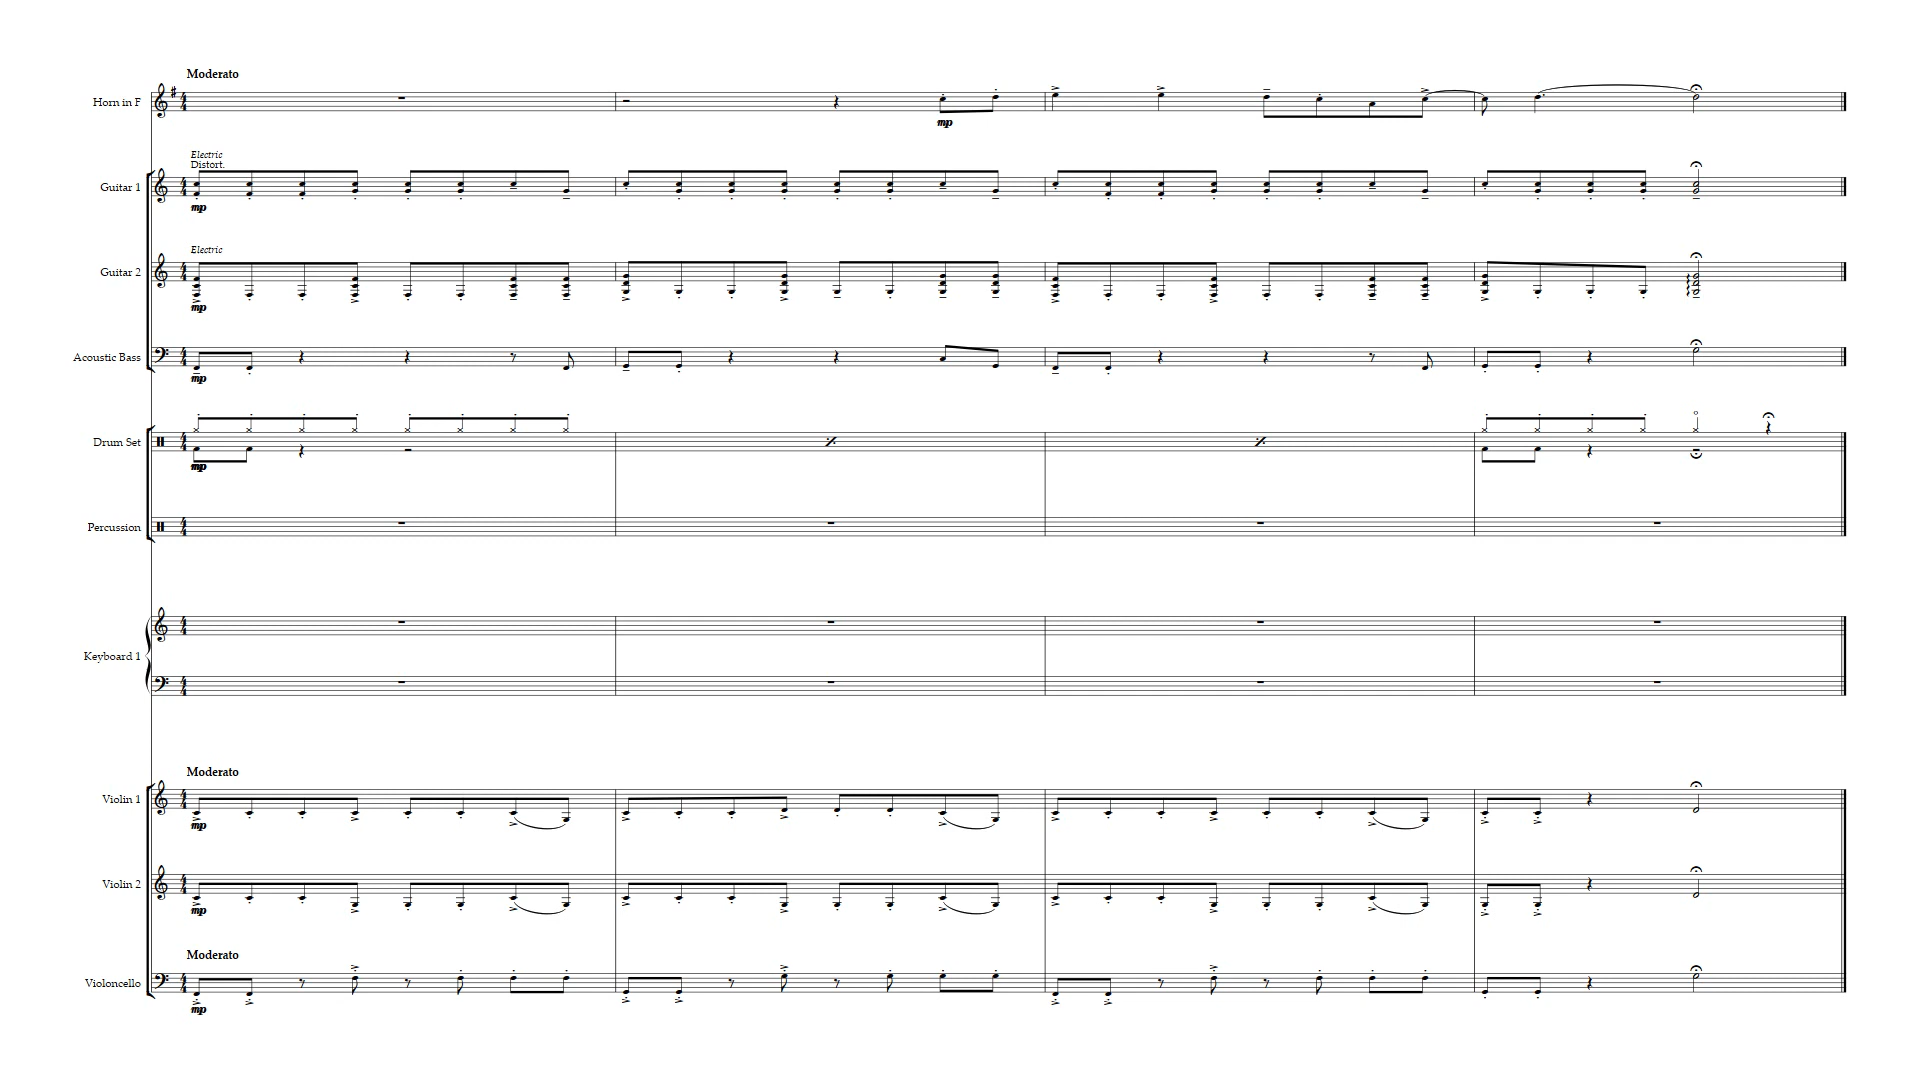 Moderato
Horn in F
mp
Electric
Distort.
Guitar 1
mp
Electric
Guitar 2
mp
Acoustic Bass
mp
Drum Set
mp
Percussion
Keyboard 1
Moderato
Violin 1
mp
Violin 2
mp
Moderato
Violoncello
mp